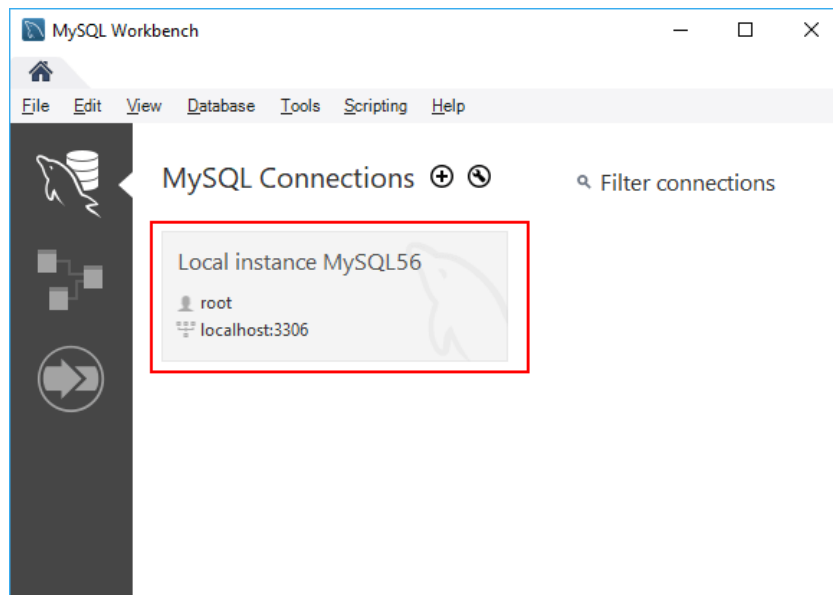 MySQL Workbench
File Edit View Database Tools Scripting Help
MySQL Connections
Filter connections
Local instance MySQL56
root
localhost:3306